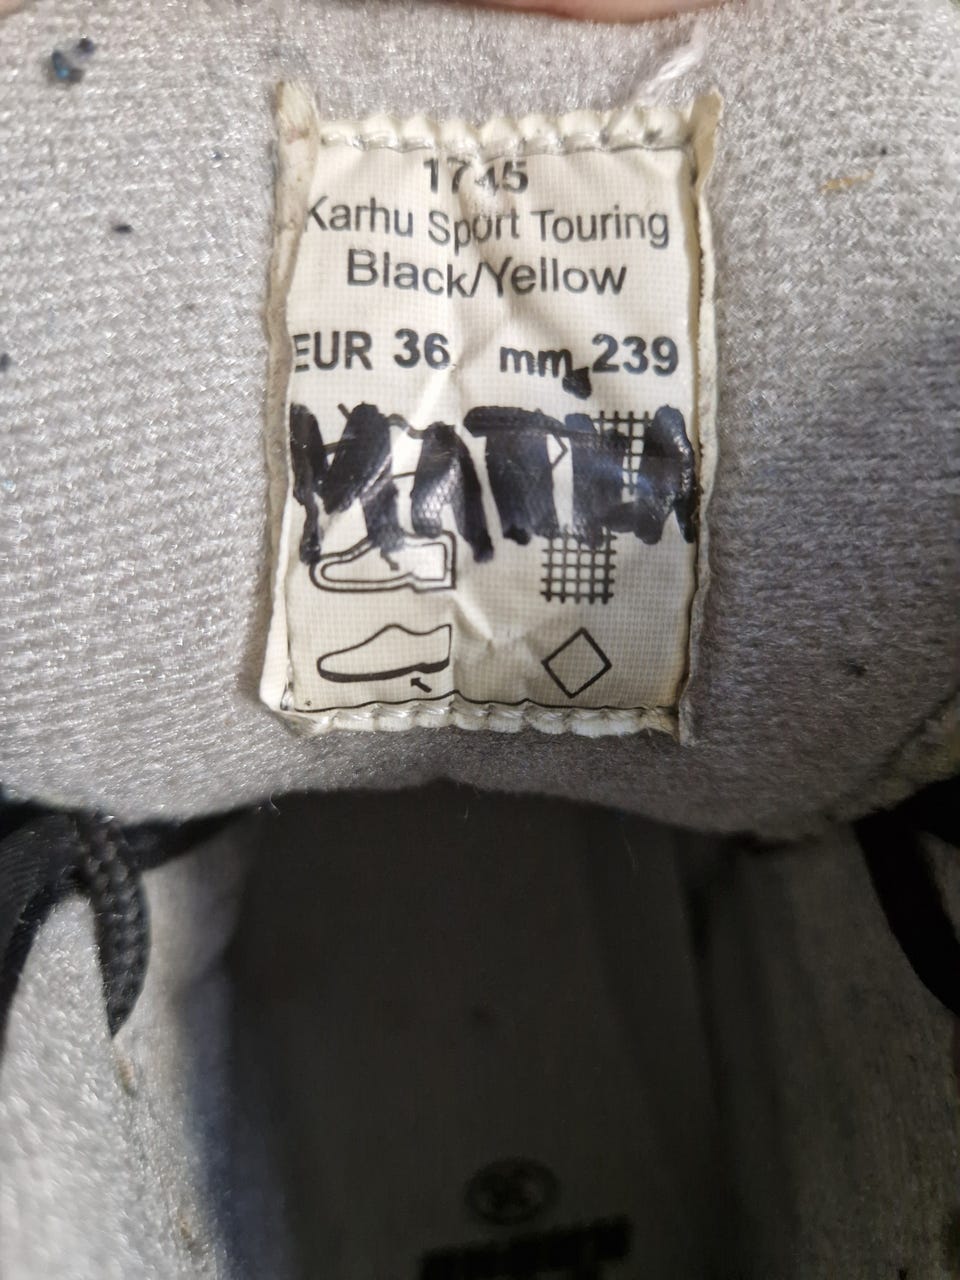 1745
Karhu Sport Touring
Black/Yellow
EUR 36 mm 239